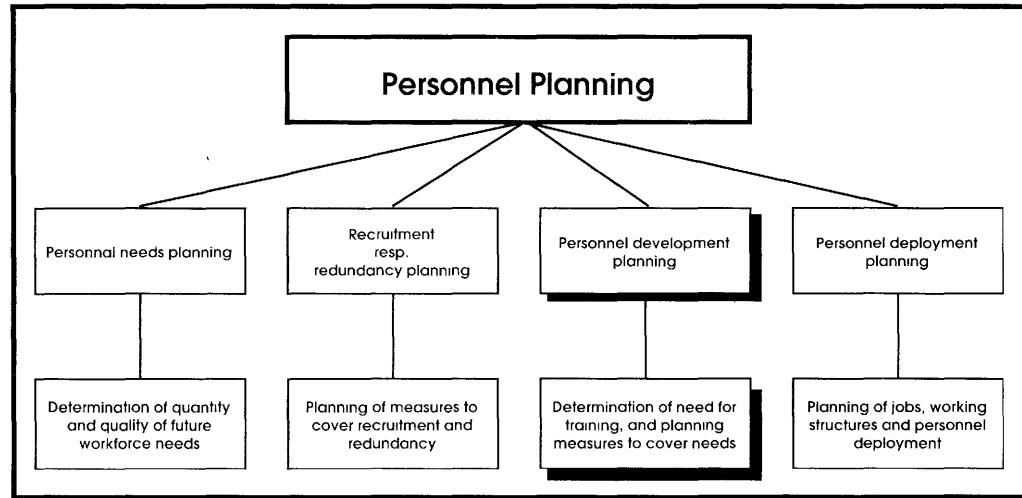 Personnel Planning
Personnal needs planning
Recruitment
resp.
redundancy planning
Personnel development
planning
Personnel deployment
planning
Determination of quantity
and quality of future
workforce needs
Planning of measures to
cover recruitment and
redundancy
Determination of need for
training, and planning
measures to cover needs
Planning of jobs, working
structures and personnel
deployment